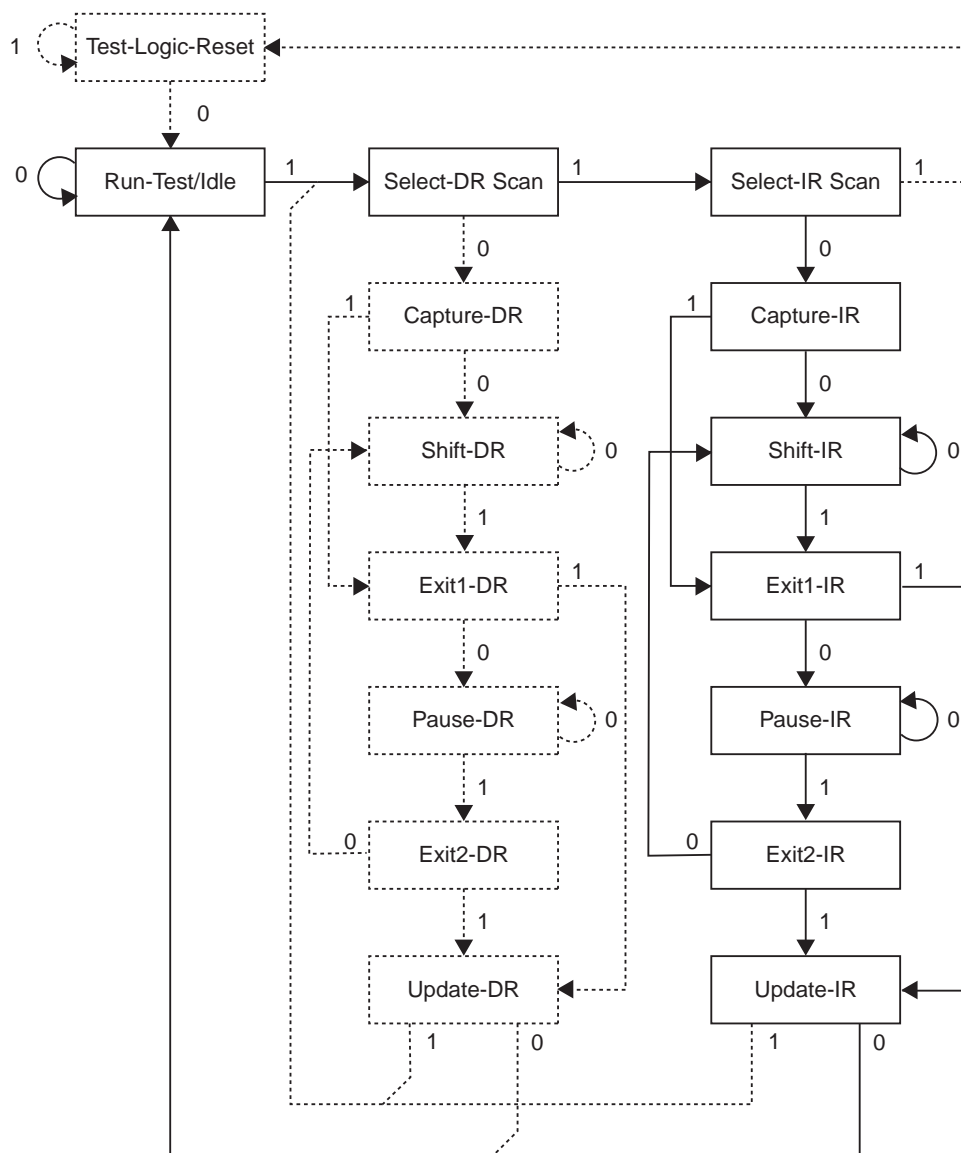 1
Test-Logic-Reset
0
0
Run-Test/Idle
1
Select-DR Scan
1
Select-IR Scan
1
0
0
1
Capture-DR
1
Capture-IR
0
0
Shift-DR
0
Shift-IR
0
1
1
Exit1-DR
1
Exit1-IR
1
0
0
Pause-DR
0
Pause-IR
0
1
1
0
Exit2-DR
0
Exit2-IR
1
1
Update-DR
Update-IR
1
0
1
0